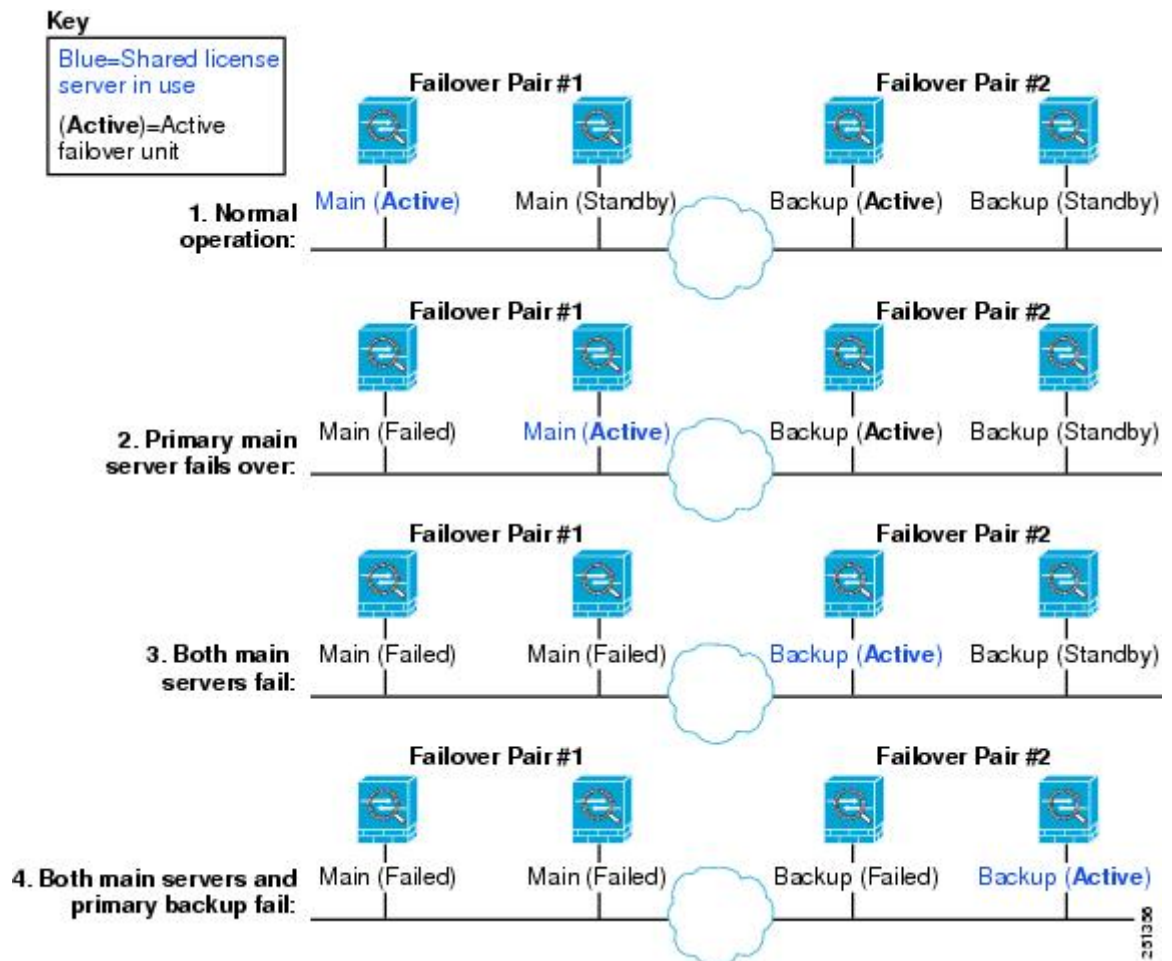 Key
Blue=Shared license
server in use
(Active)=Active
failover unit
Failover Pair #1
Failover Pair #2
Main (Active)
Main (Standby)
Backup (Active)
Backup (Standby)
1. Normal
operation:
Failover Pair #1
Failover Pair #2
Main (Failed)
Main (Active)
Backup (Active)
Backup (Standby)
2. Primary main
server fails over:
Failover Pair #1
Failover Pair #2
Main (Failed)
Main (Failed)
Backup (Active)
Backup (Standby)
3. Both main
servers fail:
Failover Pair #1
Failover Pair #2
Main (Failed)
Main (Failed)
Backup (Failed)
Backup (Active)
4. Both main servers and
primary backup fail:
251356